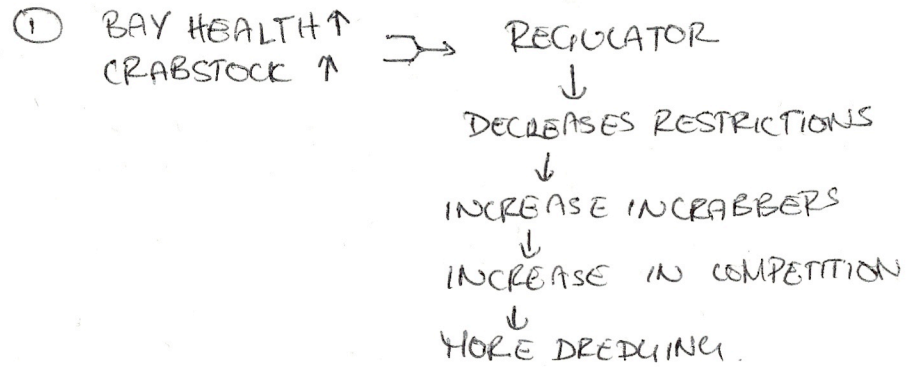 ① BAY HEALTH ↑
CRABSTOCK ↑
REGULATOR
↓
DECREASES RESTRICTIONS
↓
INCREASE IN CRABBERS
↓
INCREASE IN COMPETITION
↓
MORE DREDGING.